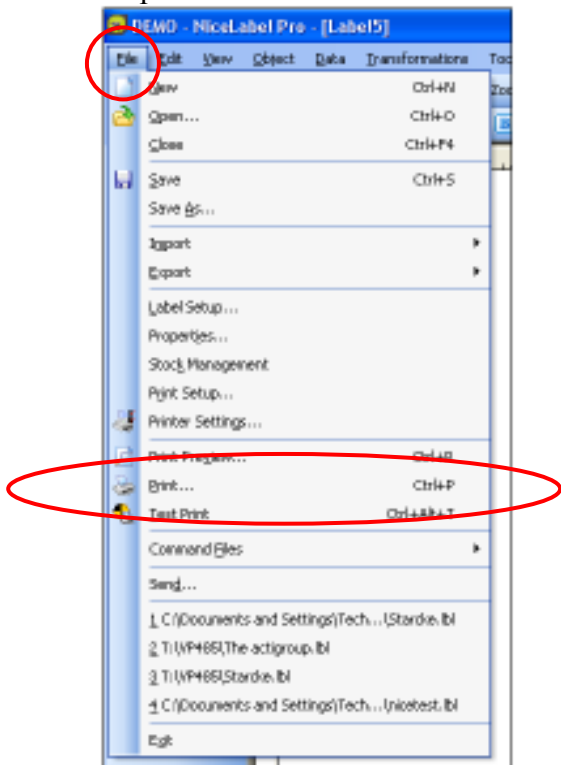 DEMO - NiceLabel Pro - [Label5]
File Edit View Object Data Transformations
New Ctrl+N
Open... Ctrl+O
Close Ctrl+F4
Save Ctrl+S
Save As...
Import
Export
Label Setup...
Properties...
Stock Management
Print Setup...
Printer Settings...
Print Preview...
Print... Ctrl+P
Test Print Ctrl+Alt+T
Command Files
Send...
1 C:\Documents and Settings\Tech...\Starcke.lbl
2 T:\VP485\The actigroup.lbl
3 T:\VP485\Starcke.lbl
4 C:\Documents and Settings\Tech...\nicetest.lbl
Exit